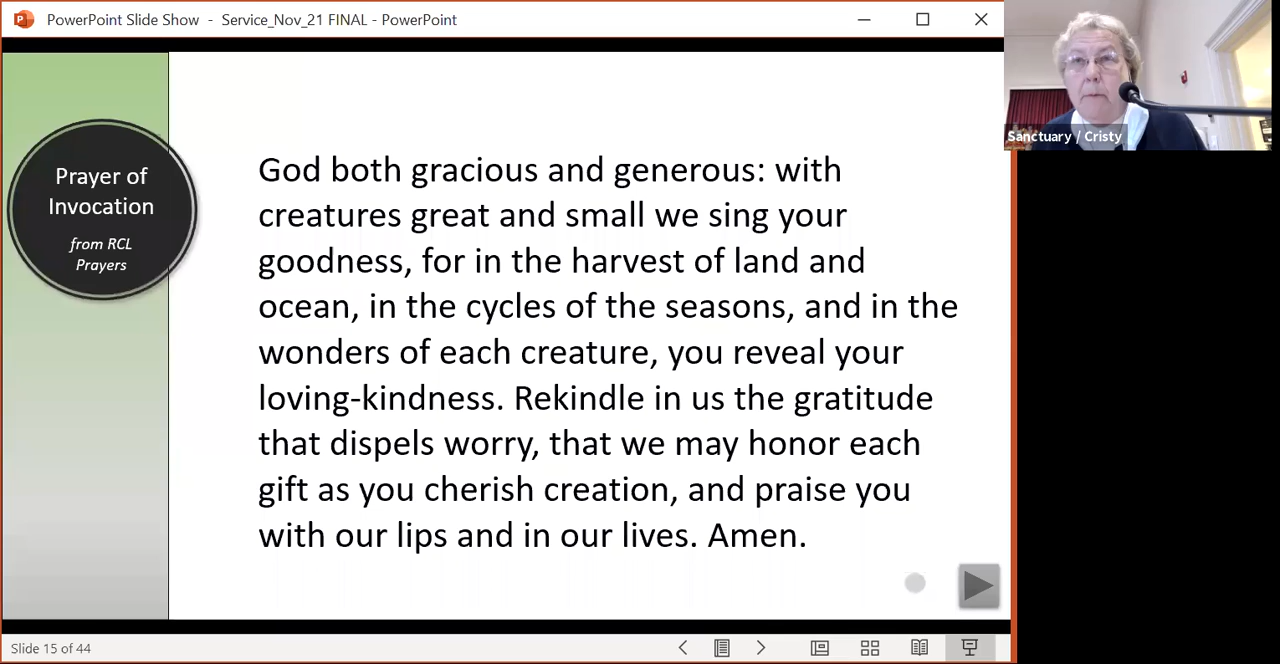 PowerPoint Slide Show - Service_Nov_21 FINAL - PowerPoint
Sanctuary / Cristy
Prayer of
Invocation
from RCL
Prayers
God both gracious and generous: with
creatures great and small we sing your
goodness, for in the harvest of land and
ocean, in the cycles of the seasons, and in the
wonders of each creature, you reveal your
loving-kindness. Rekindle in us the gratitude
that dispels worry, that we may honor each
gift as you cherish creation, and praise you
with our lips and in our lives. Amen.
Slide 15 of 44